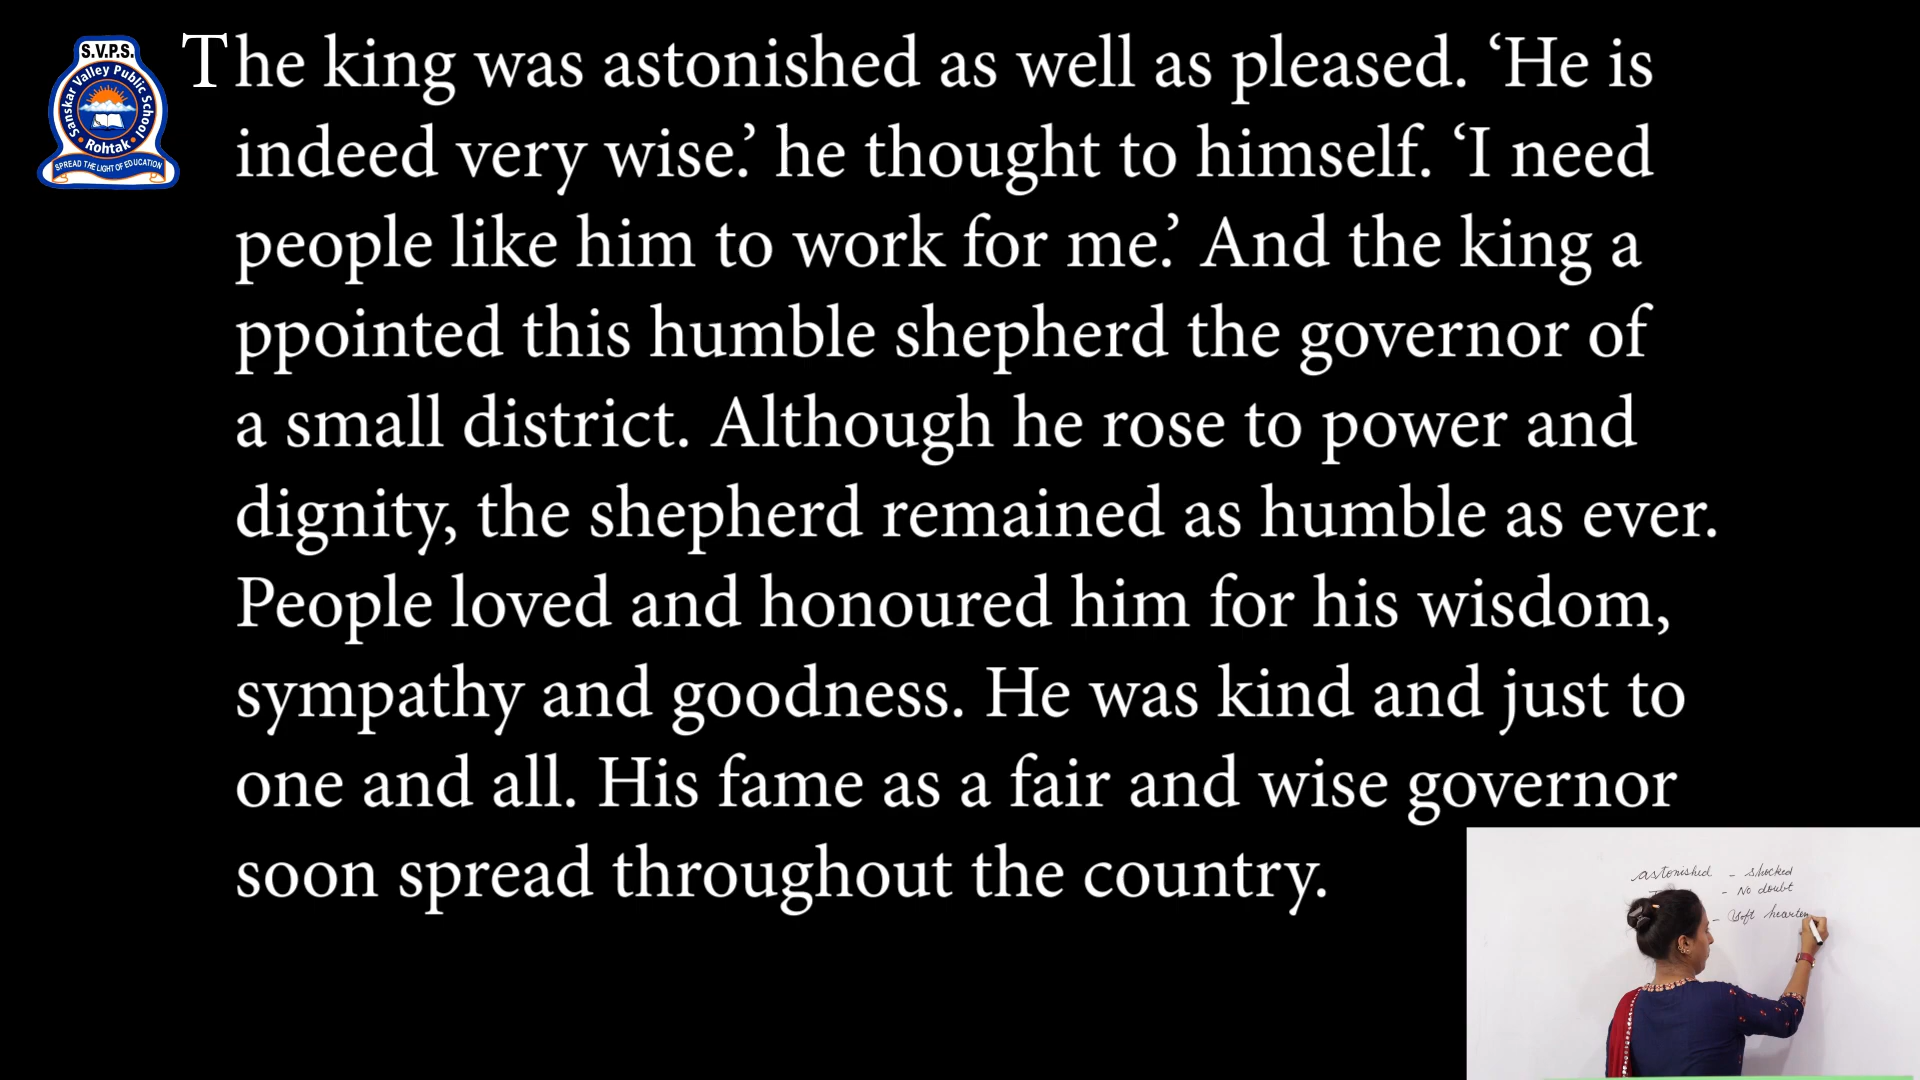 S.V.P.S.
Sanskar Valley Public School
Rohtak
SPREAD THE LIGHT OF EDUCATION
The king was astonished as well as pleased. ‘He is
indeed very wise.’ he thought to himself. ‘I need
people like him to work for me.’ And the king a
ppointed this humble shepherd the governor of
a small district. Although he rose to power and
dignity, the shepherd remained as humble as ever.
People loved and honoured him for his wisdom,
sympathy and goodness. He was kind and just to
one and all. His fame as a fair and wise governor
soon spread throughout the country.
astonished - shocked
- No doubt
- Soft hearte